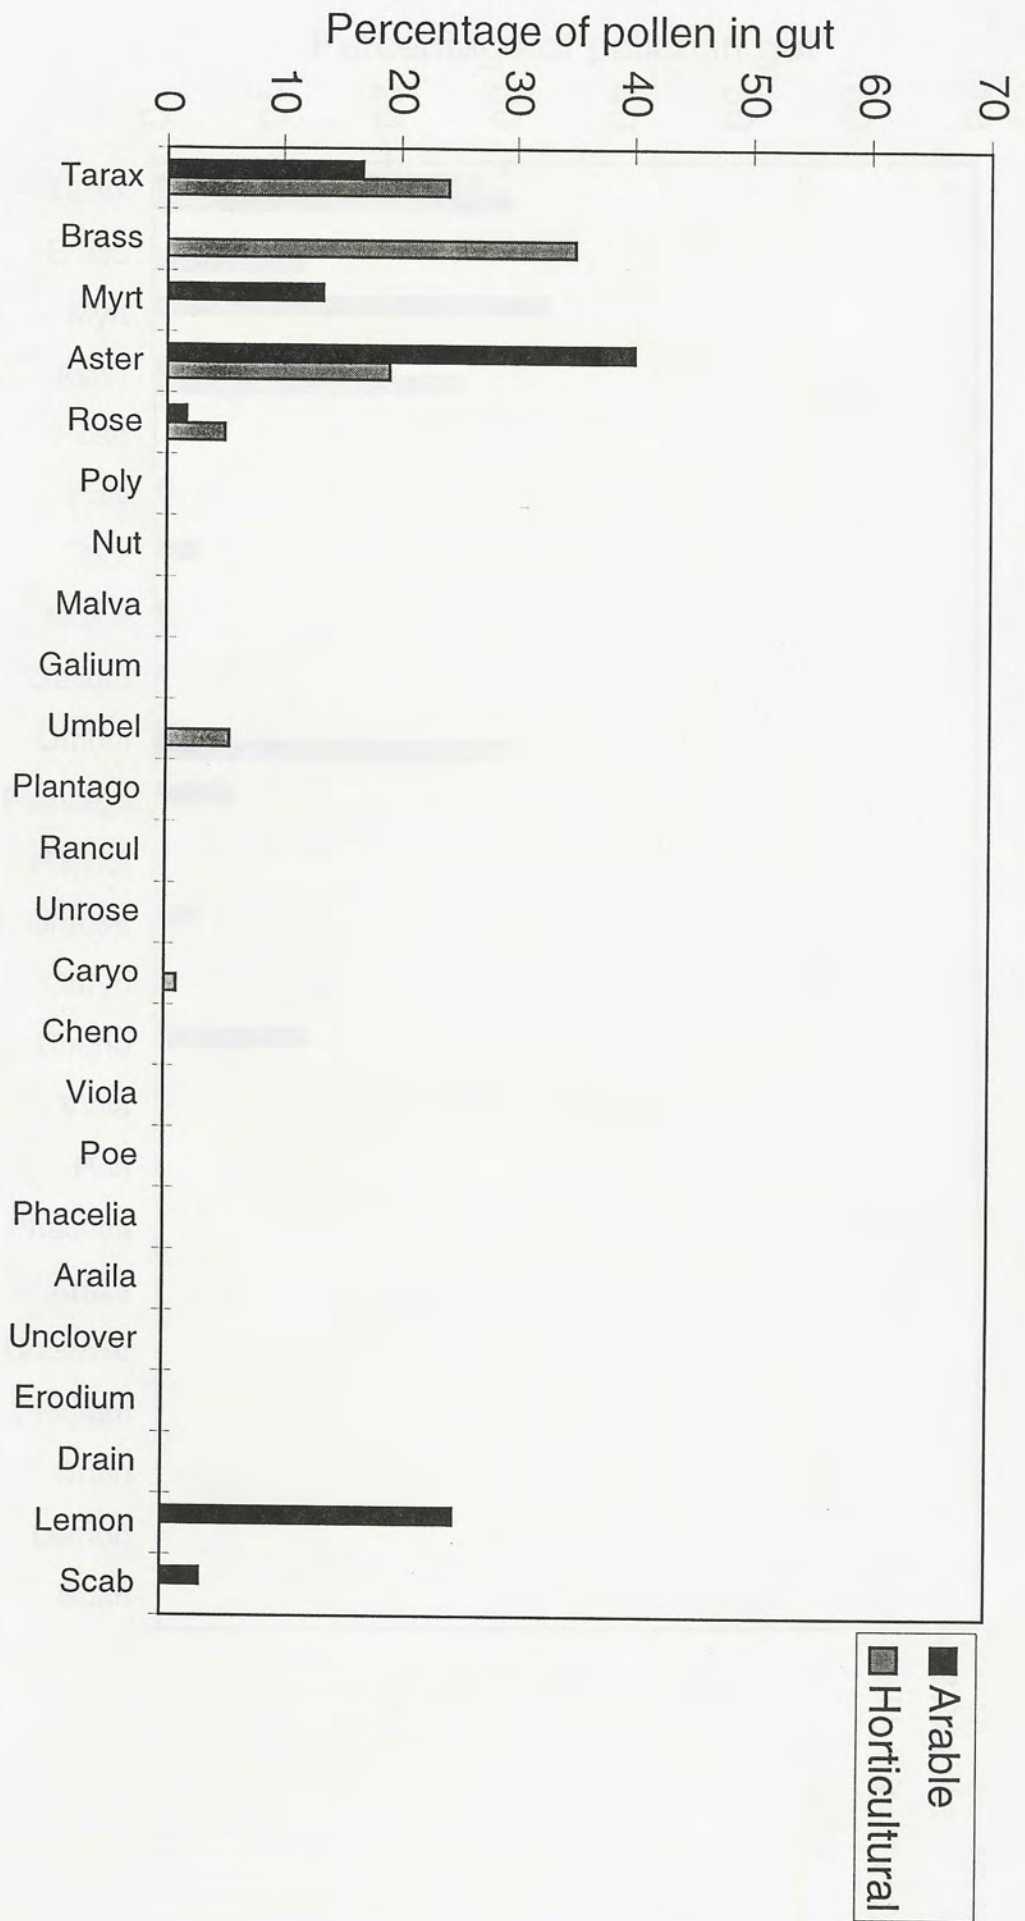 Percentage of pollen in gut
0
10
20
30
40
50
60
70
Tarax
Brass
Myrt
Aster
Rose
Poly
Nut
Malva
Galium
Umbel
Plantago
Rancul
Unrose
Caryo
Cheno
Viola
Poe
Phacelia
Araila
Unclover
Erodium
Drain
Lemon
Scab
Arable
Horticultural